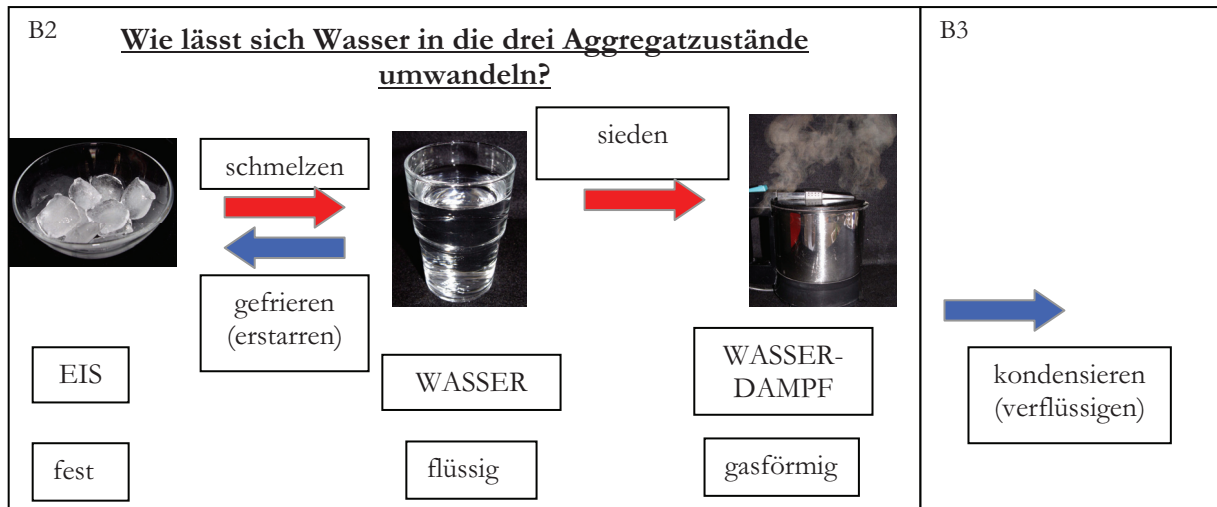 B2
Wie lässt sich Wasser in die drei Aggregatzustände
umwandeln?
schmelzen
sieden
gefrieren
(erstarren)
EIS
WASSER
WASSER-
DAMPF
fest
flüssig
gasförmig
B3
kondensieren
(verflüssigen)